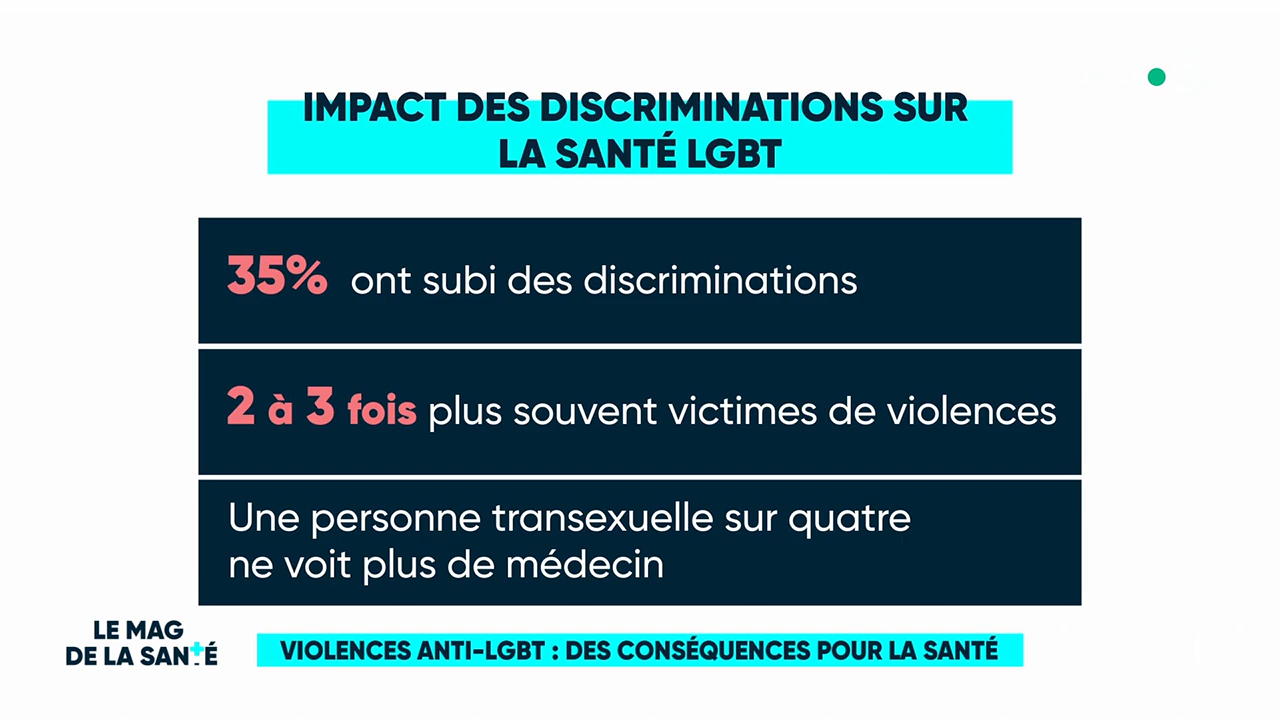 IMPACT DES DISCRIMINATIONS SUR
LA SANTÉ LGBT
35% ont subi des discriminations
2 à 3 fois plus souvent victimes de violences
Une personne transexuelle sur quatre
ne voit plus de médecin
LE MAG
DE LA SANTÉ
VIOLENCES ANTI-LGBT : DES CONSÉQUENCES POUR LA SANTÉ